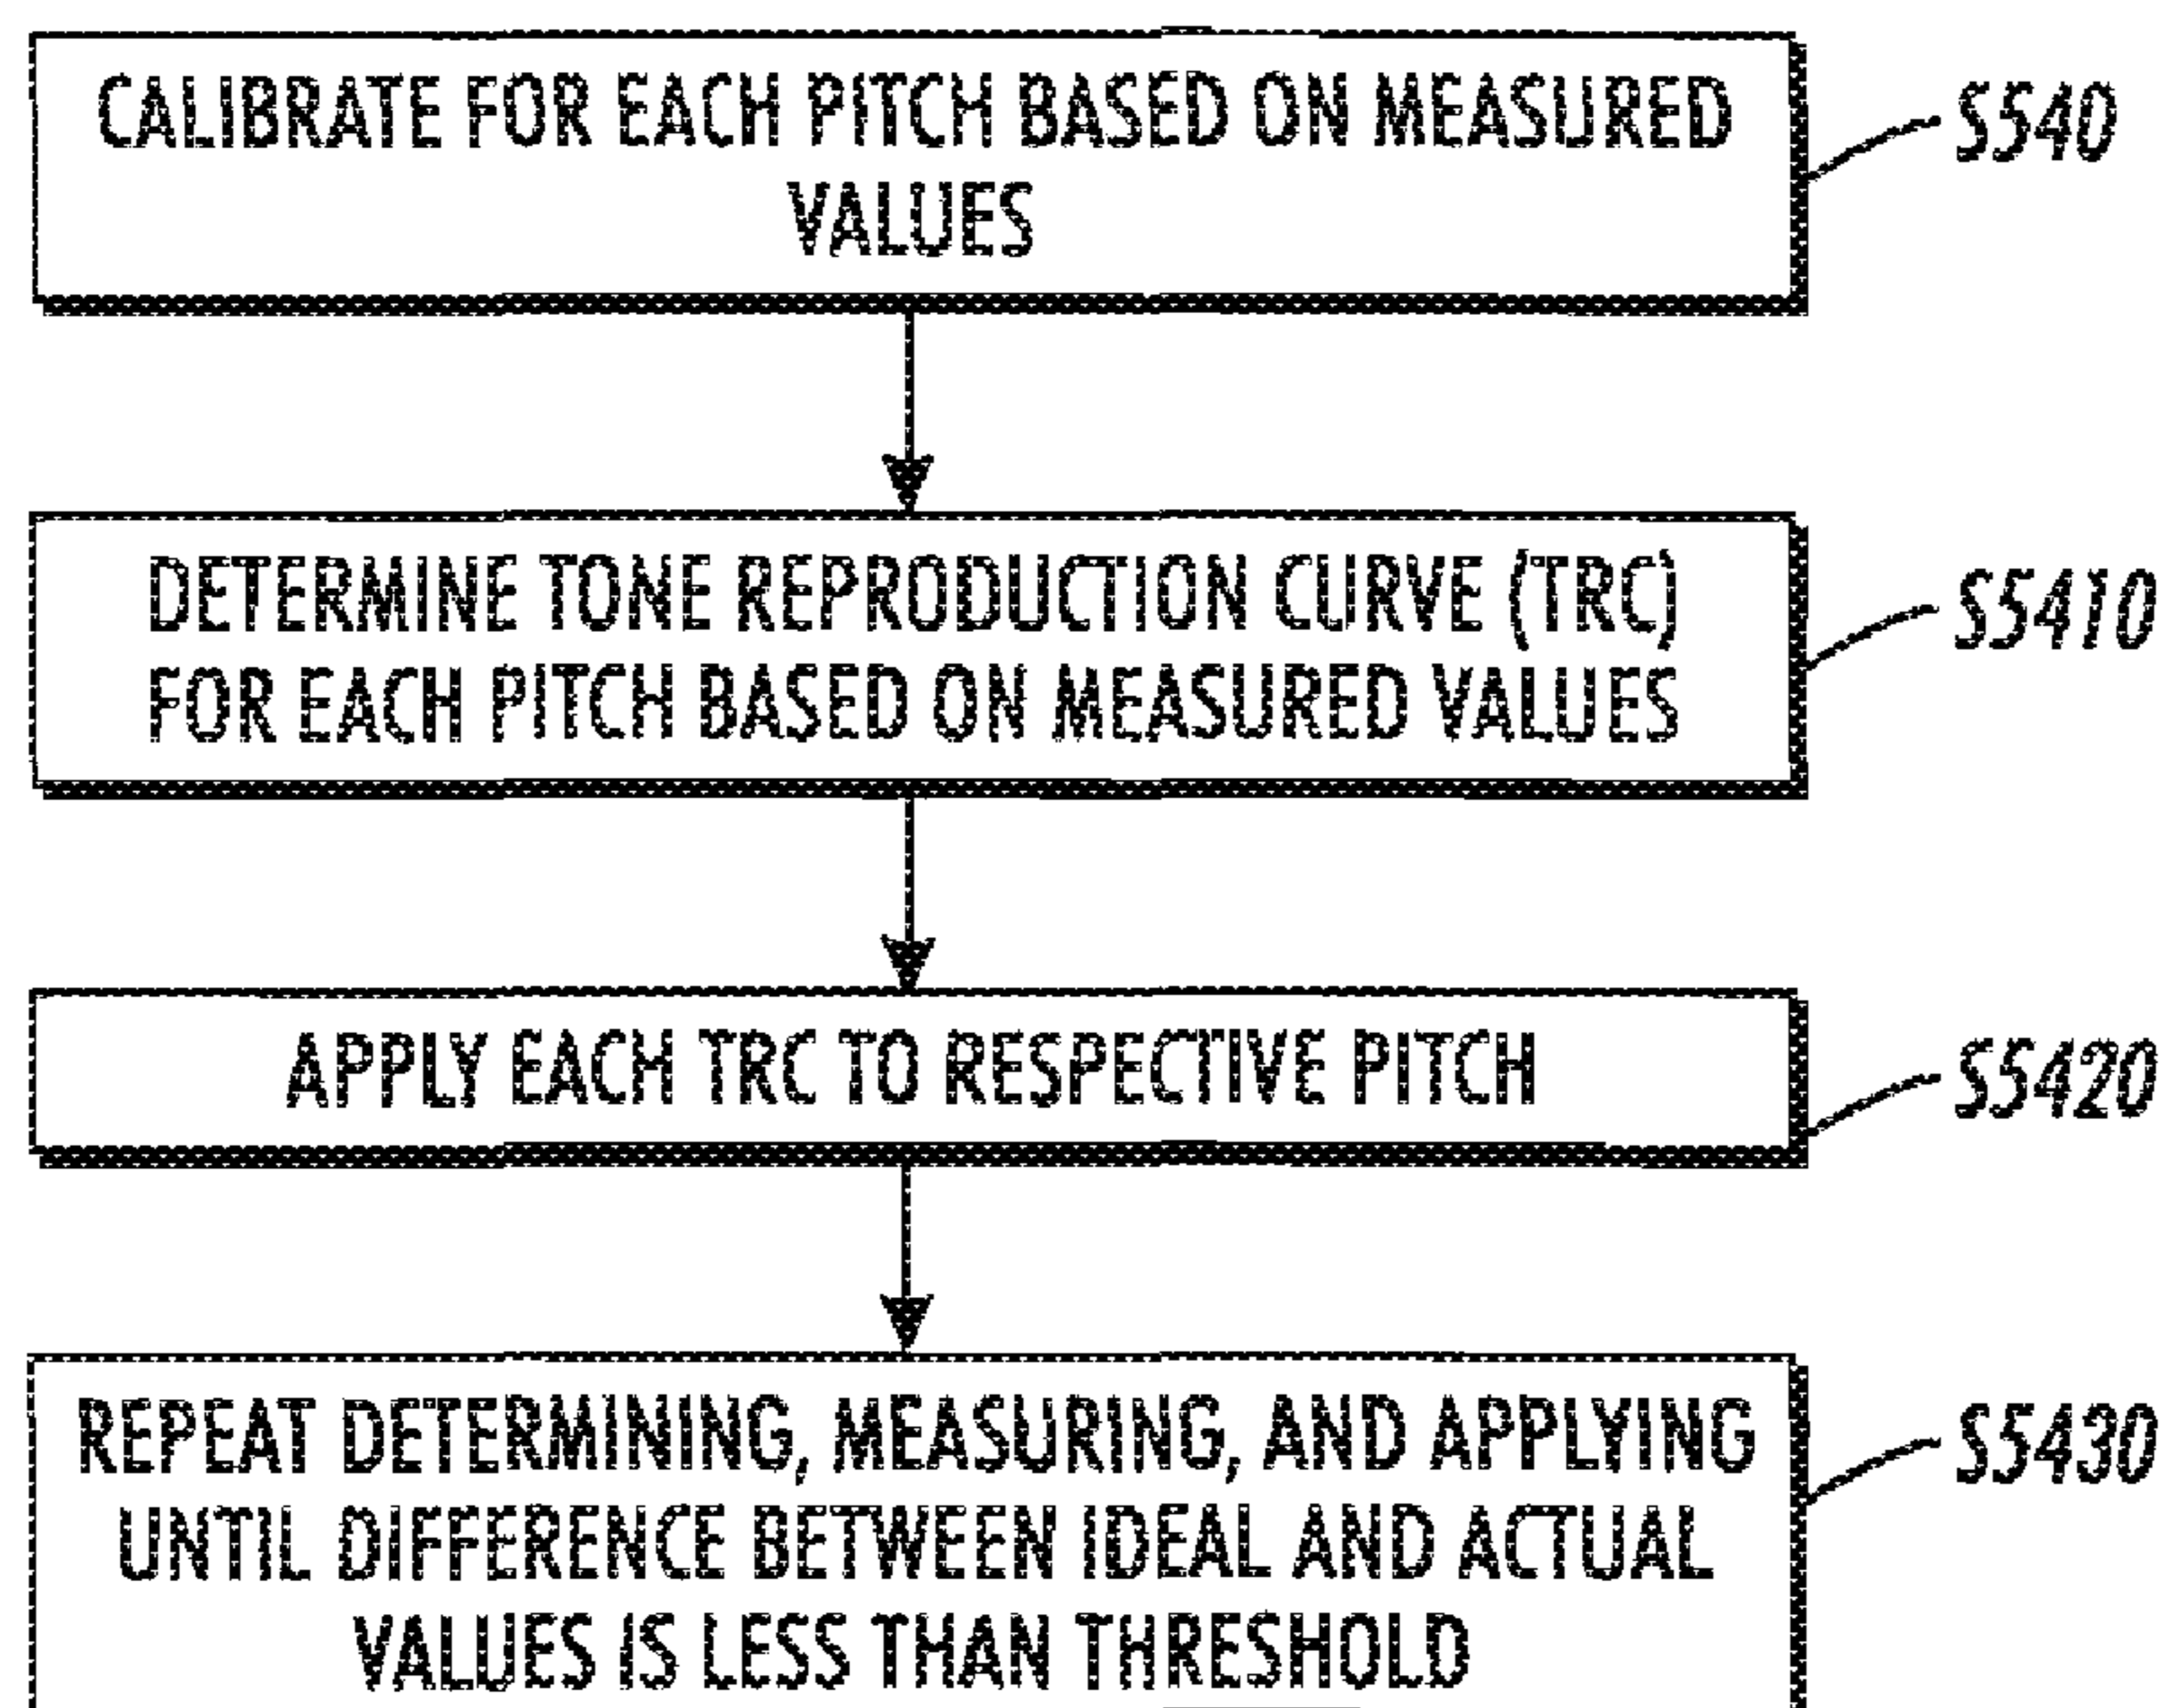 CALIBRATE FOR EACH PITCH BASED ON MEASURED
VALUES
S540
DETERMINE TONE REPRODUCTION CURVE (TRC)
FOR EACH PITCH BASED ON MEASURED VALUES
S5410
APPLY EACH TRC TO RESPECTIVE PITCH
S5420
REPEAT DETERMINING, MEASURING, AND APPLYING
UNTIL DIFFERENCE BETWEEN IDEAL AND ACTUAL
VALUES IS LESS THAN THRESHOLD
S5430